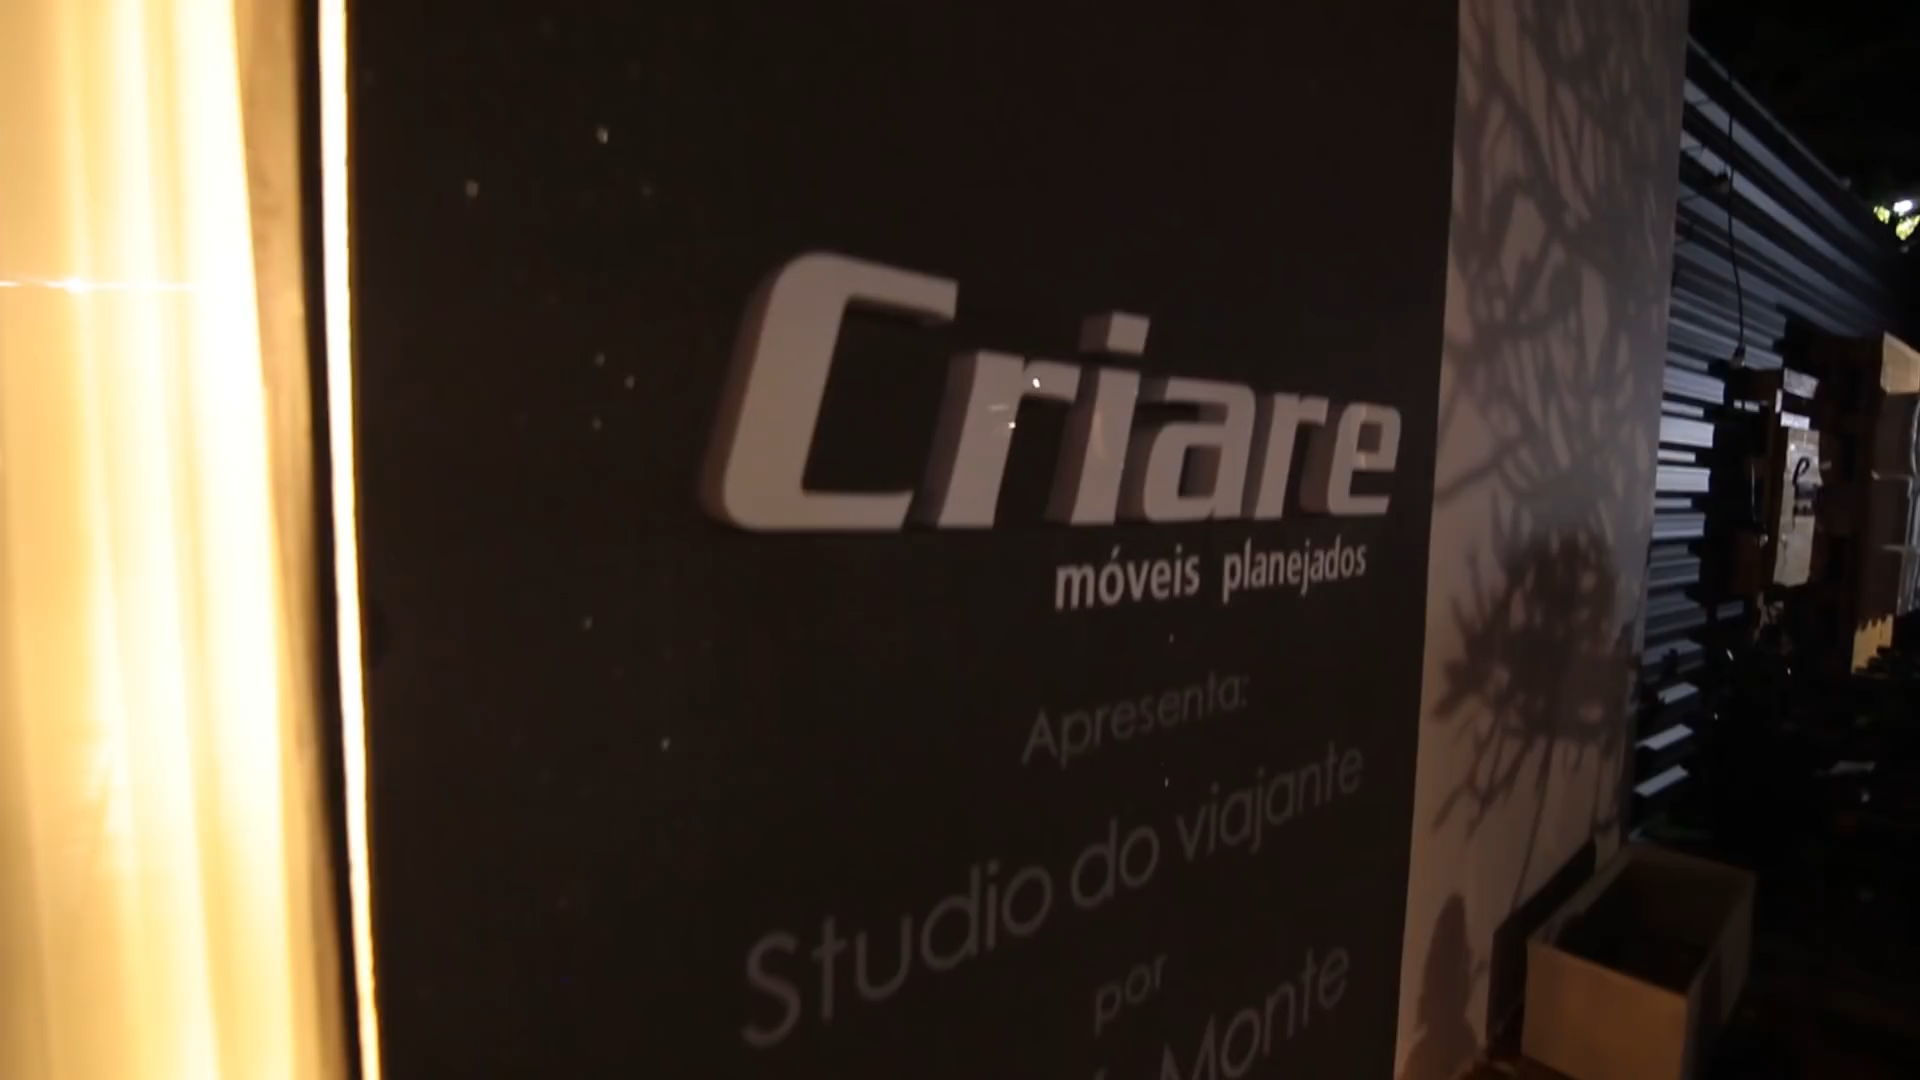 Criare
móveis planejados
Apresenta:
Studio do viajante
por
Monte